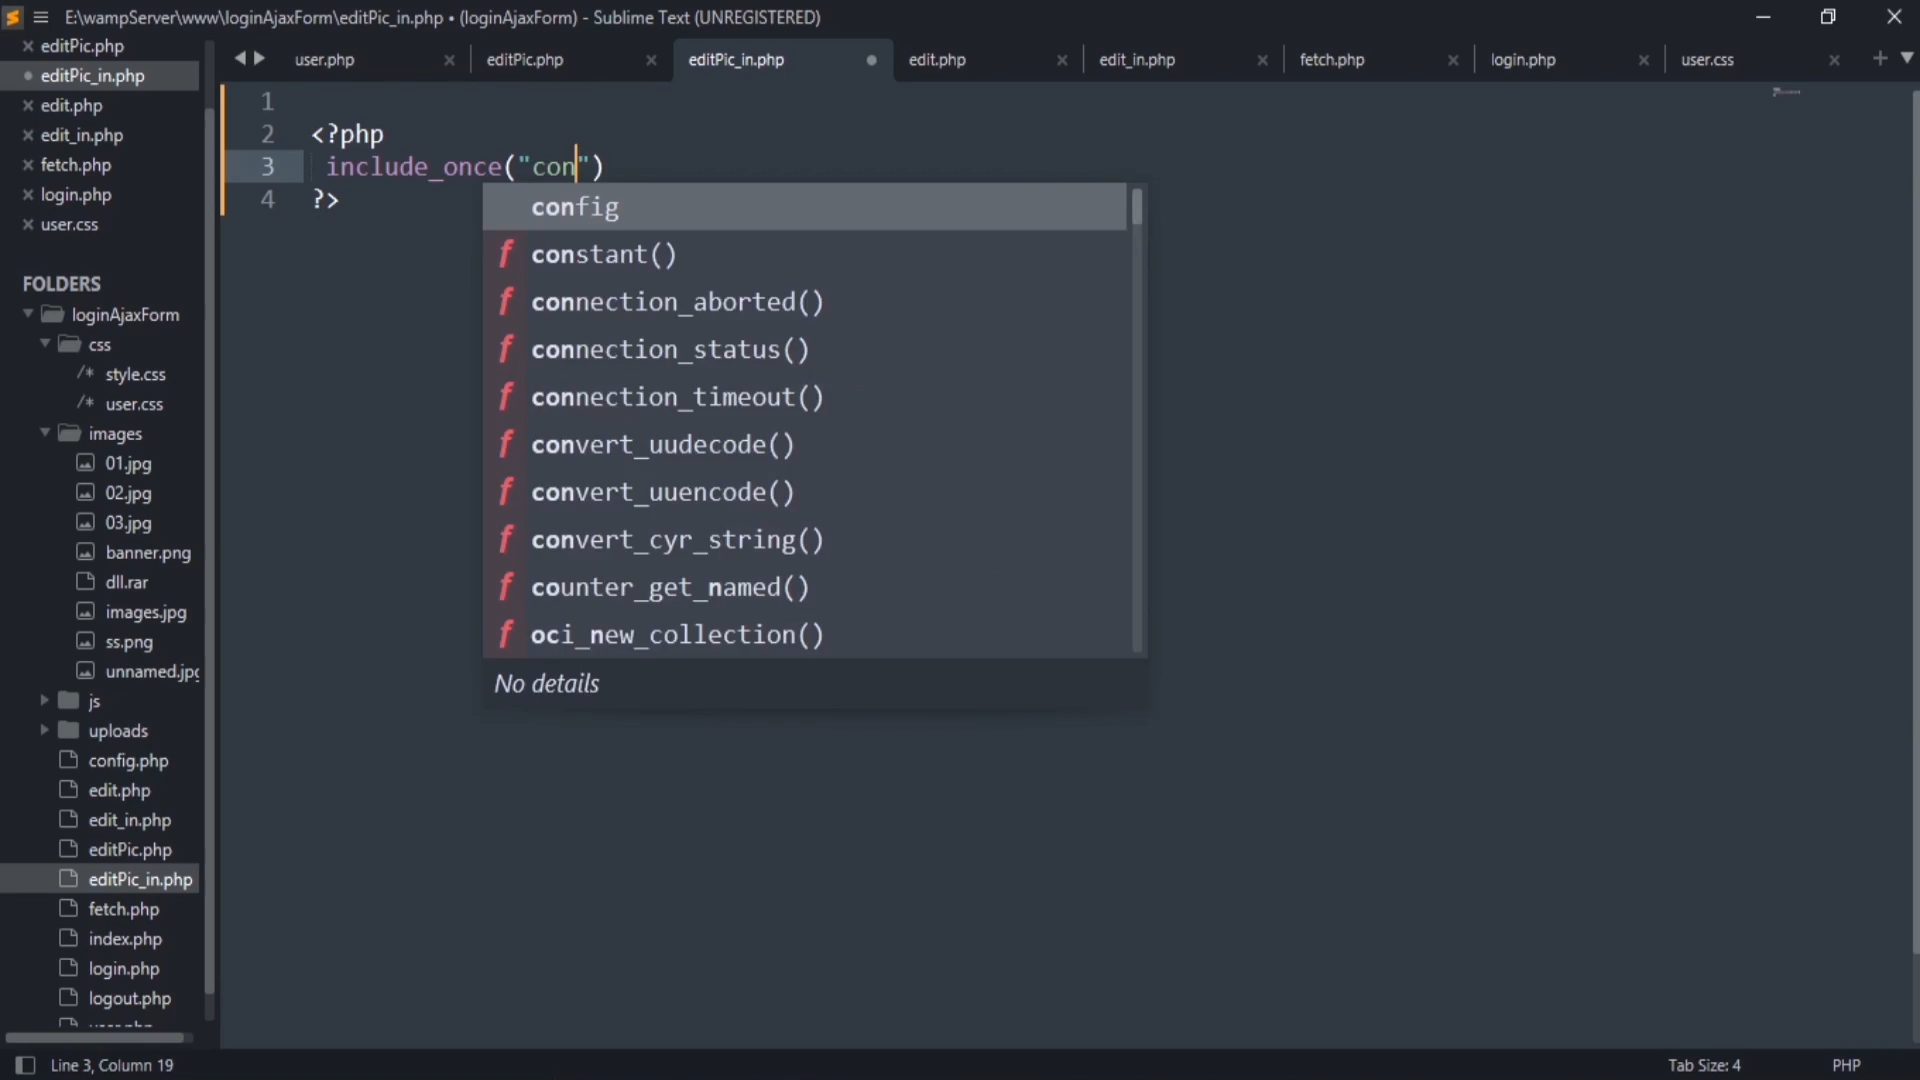 E:\wampServer\www\loginAjaxForm\editPic_in.php • (loginAjaxForm) - Sublime Text (UNREGISTERED)
editPic.php
editPic_in.php
edit.php
edit_in.php
fetch.php
login.php
user.css
FOLDERS
loginAjaxForm
css
/* style.css
/* user.css
images
01.jpg
02.jpg
03.jpg
banner.png
dll.rar
images.jpg
ss.png
unnamed.jpg
js
uploads
config.php
edit.php
edit_in.php
editPic.php
editPic_in.php
fetch.php
index.php
login.php
logout.php
user.php editPic.php editPic_in.php edit.php edit_in.php fetch.php login.php user.css
1
2 <?php
3 include_once("con")
4 ?>
config
f constant()
f connection_aborted()
f connection_status()
f connection_timeout()
f convert_uudecode()
f convert_uuencode()
f convert_cyr_string()
f counter_get_named()
f oci_new_collection()
No details
Line 3, Column 19
Tab Size: 4
PHP